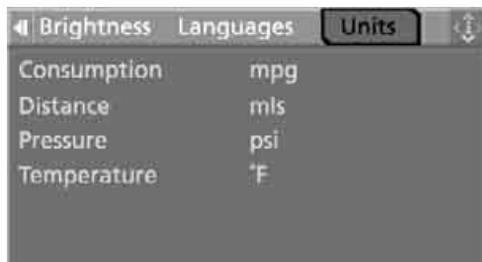 Brightness Languages Units
Consumption mpg
Distance mls
Pressure psi
Temperature °F